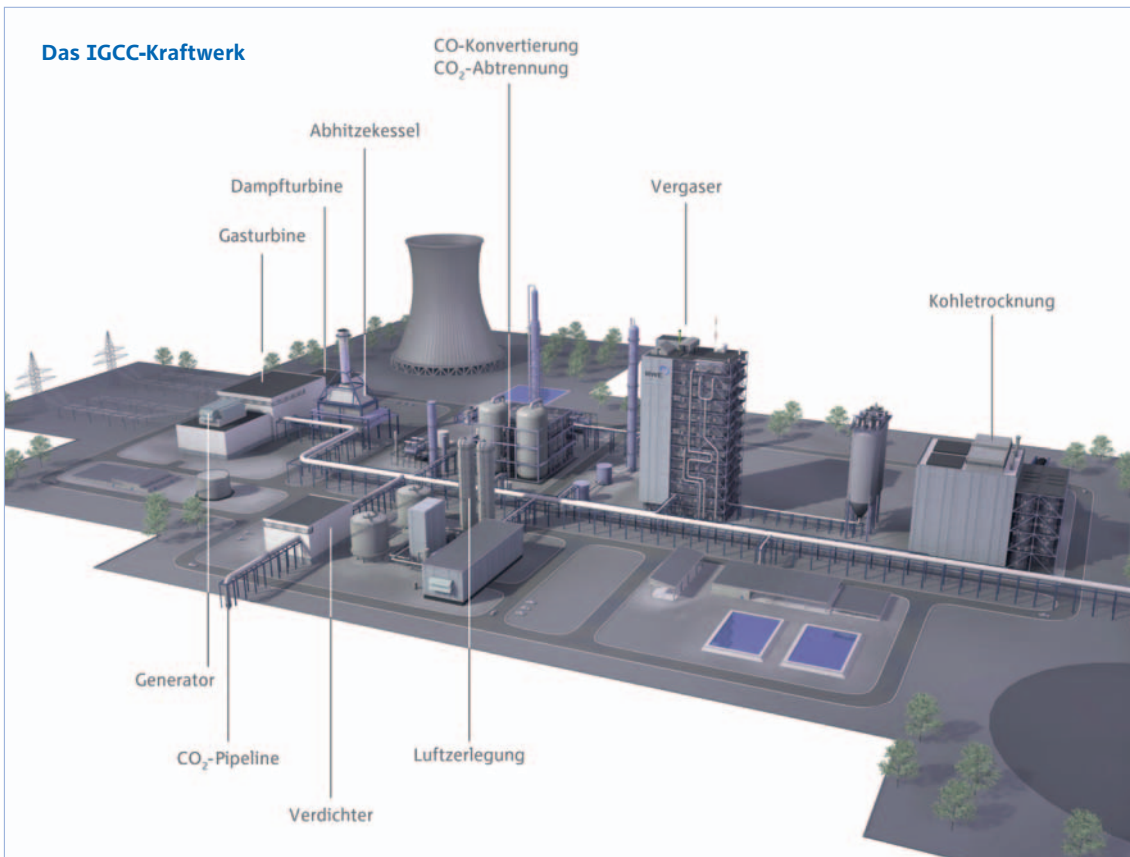 Das IGCC-Kraftwerk
CO-Konvertierung
CO₂-Abtrennung
Abhitzekessel
Dampfturbine
Vergaser
Gasturbine
Kohletrocknung
Generator
CO₂-Pipeline
Luftzerlegung
Verdichter